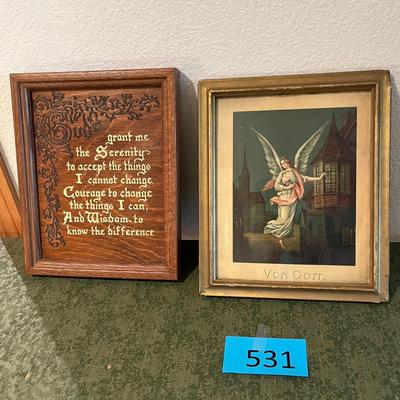 God
grant me
the Serenity
to accept the things
I cannot change,
Courage to change
the things I can,
And Wisdom to
know the difference
VON GOTT.
531